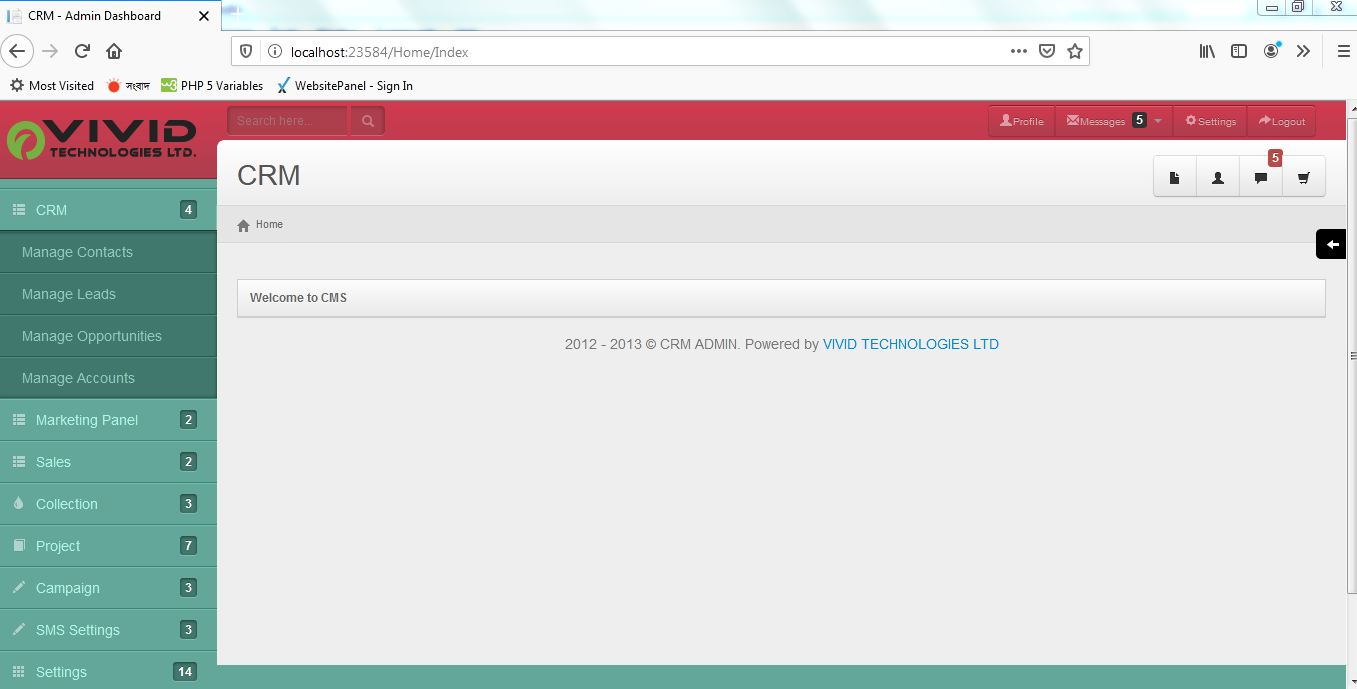 CRM - Admin Dashboard
localhost:23584/Home/Index
Most Visited
সংবাদ
PHP 5 Variables
WebsitePanel - Sign In
VIVID
TECHNOLOGIES LTD.
Search here...
Profile
Messages 5
Settings
Logout
CRM
5
Home
CRM 4
Manage Contacts
Manage Leads
Manage Opportunities
Manage Accounts
Marketing Panel 2
Sales 2
Collection 3
Project 7
Campaign 3
SMS Settings 3
Settings 14
Welcome to CMS
2012 - 2013 © CRM ADMIN. Powered by VIVID TECHNOLOGIES LTD